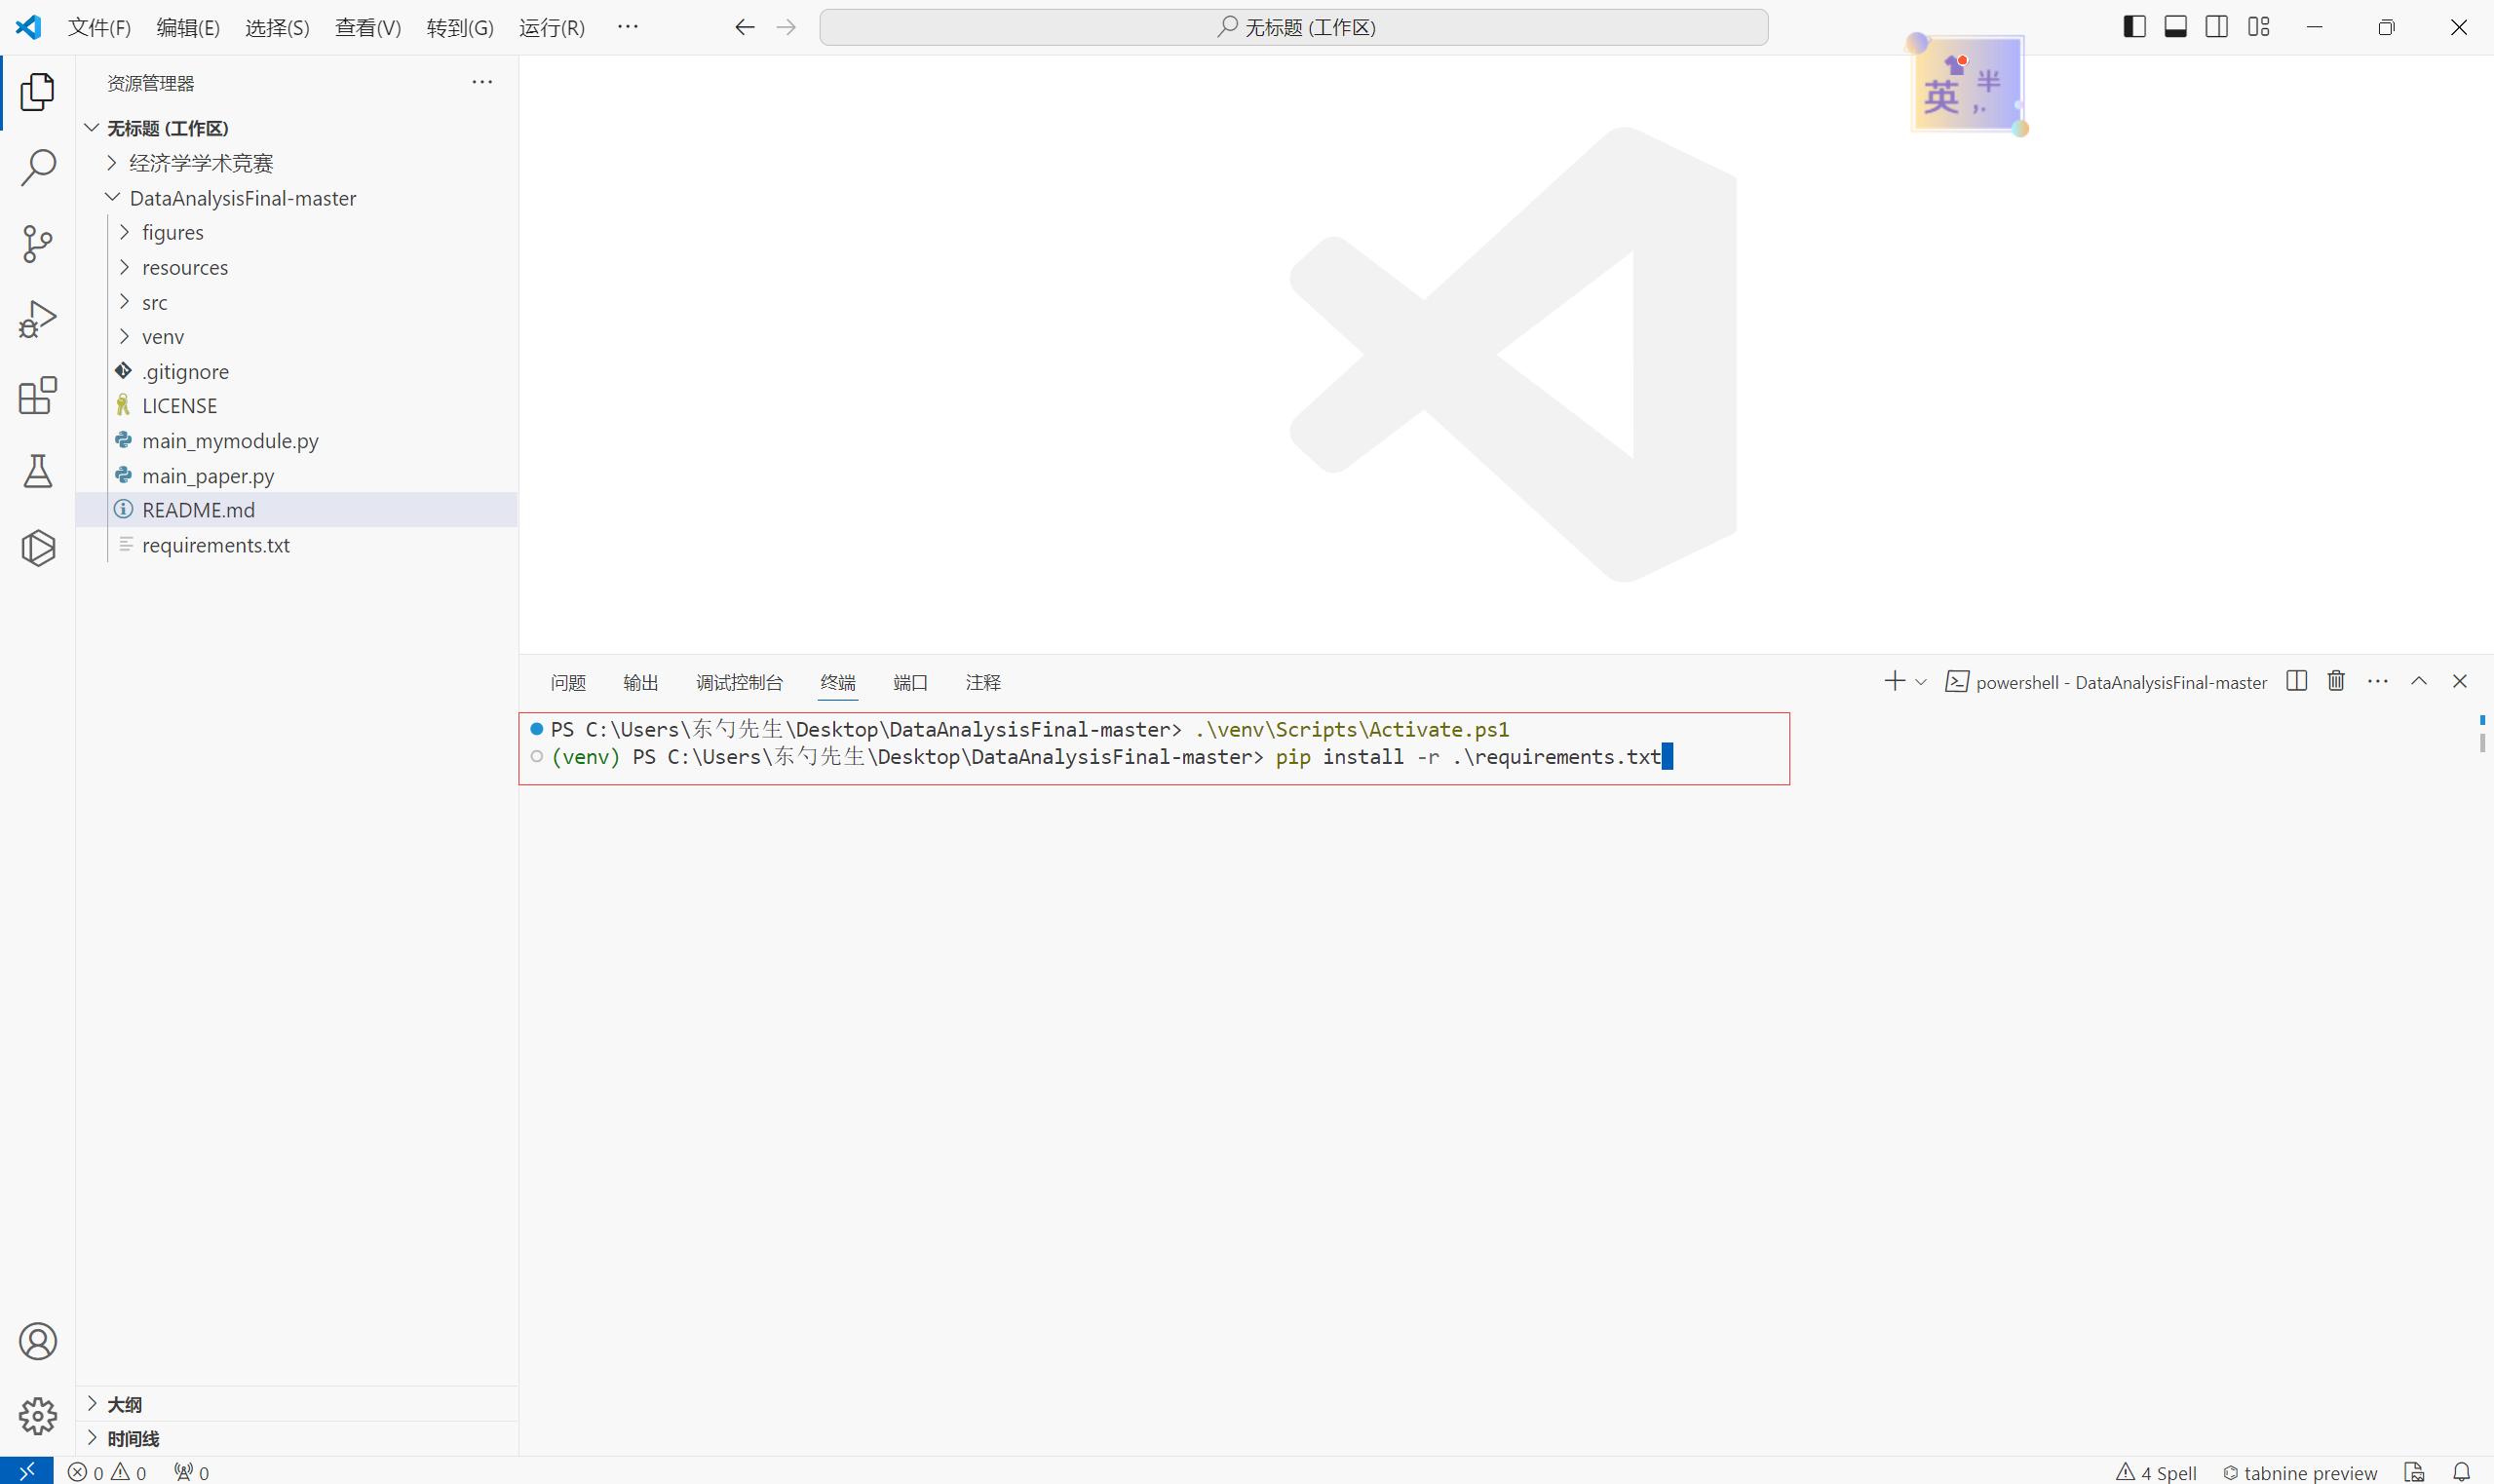 文件(F) 编辑(E) 选择(S) 查看(V) 转到(G) 运行(R) ··· 无标题 (工作区)
英 半 ,.
资源管理器 ···
无标题 (工作区)
经济学学术竞赛
DataAnalysisFinal-master
figures
resources
src
venv
.gitignore
LICENSE
main_mymodule.py
main_paper.py
README.md
requirements.txt
问题 输出 调试控制台 终端 端口 注释 powershell - DataAnalysisFinal-master ···
PS C:\Users\东勺先生\Desktop\DataAnalysisFinal-master> .\venv\Scripts\Activate.ps1
(venv) PS C:\Users\东勺先生\Desktop\DataAnalysisFinal-master> pip install -r .\requirements.txt
大纲
时间线
0 0 0 4 Spell tabnine preview